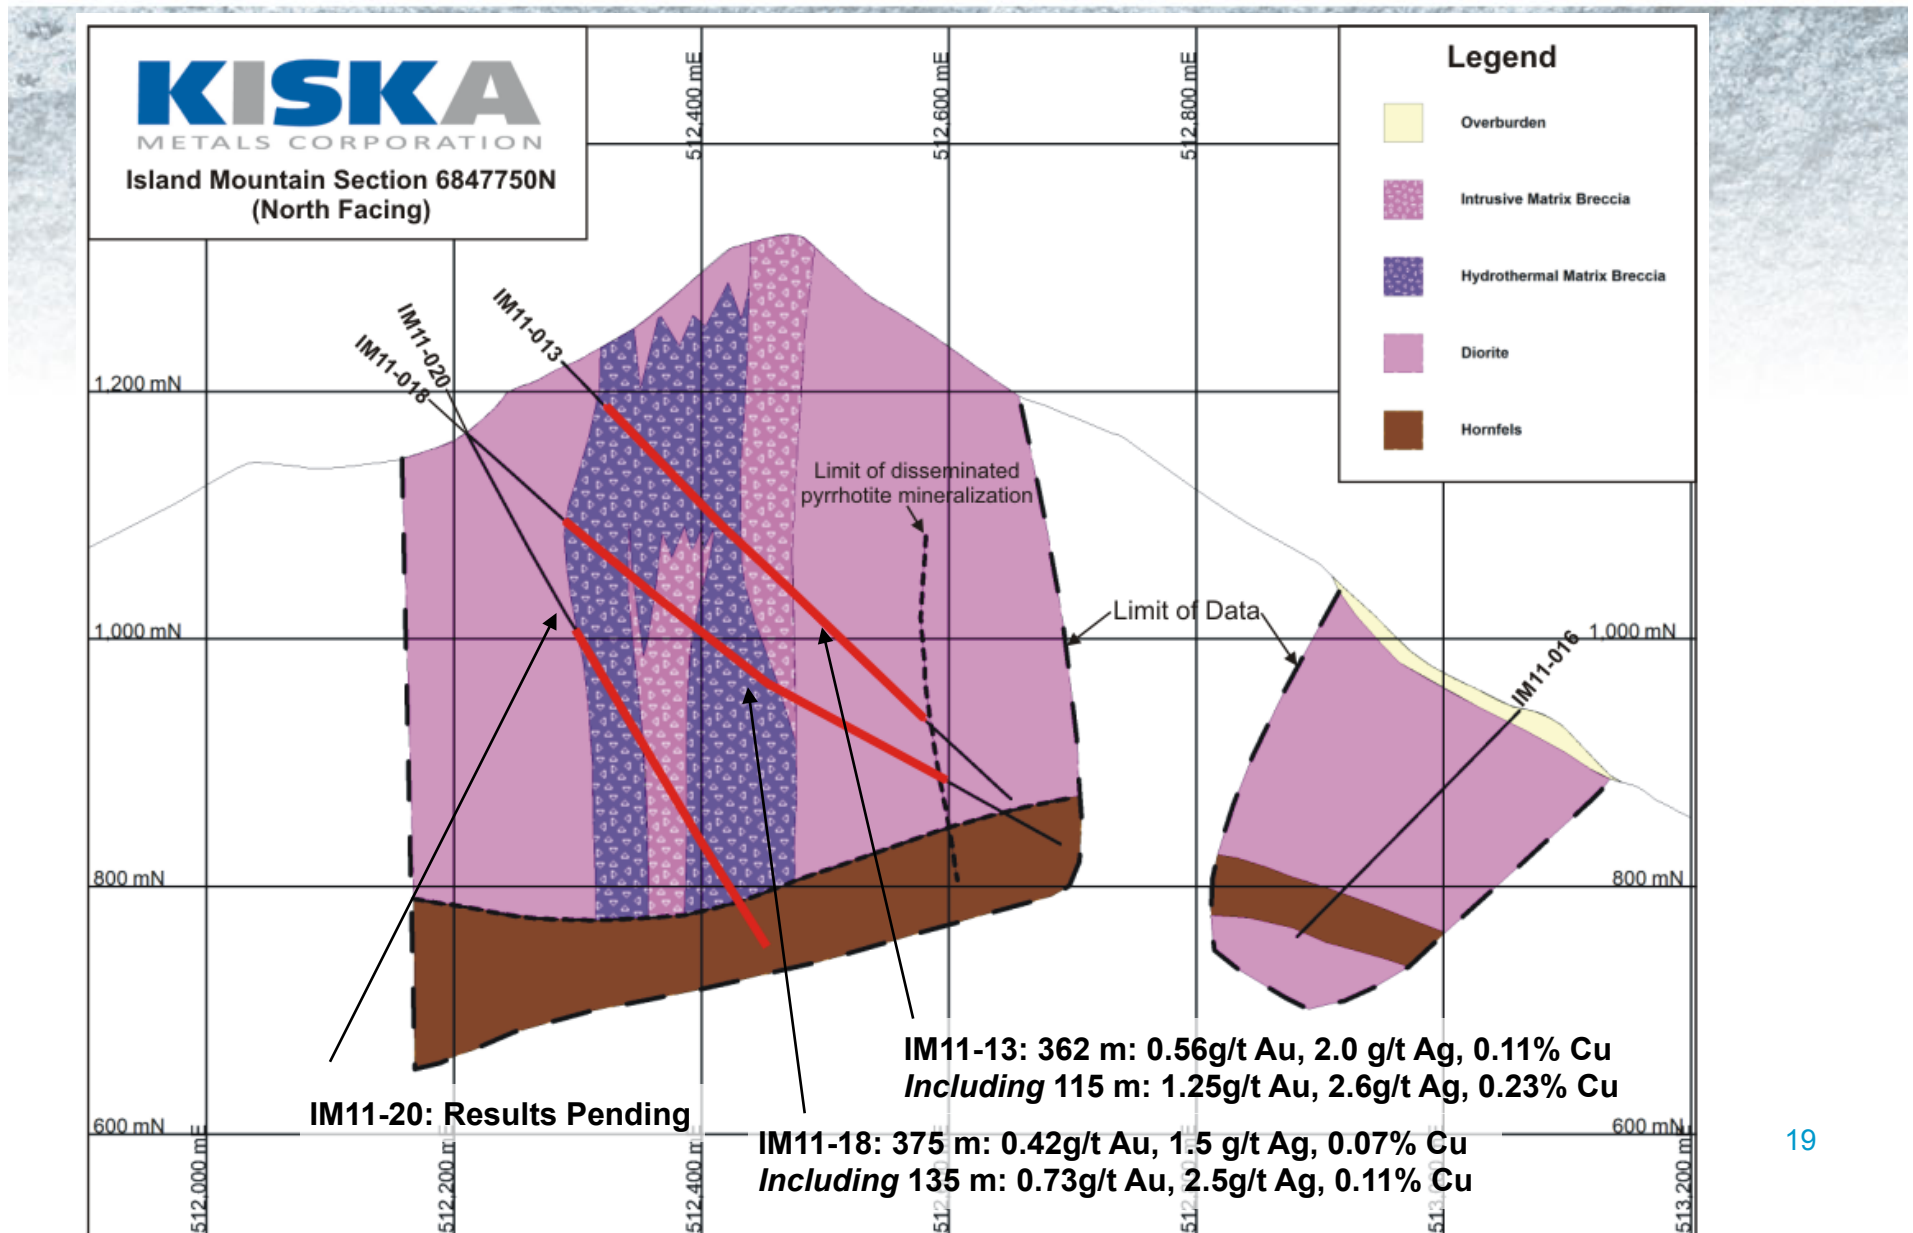 KISKA
METALS CORPORATION
Island Mountain Section 6847750N
(North Facing)
512,400 mE
512,600 mE
512,800 mE
Legend
Overburden
Intrusive Matrix Breccia
Hydrothermal Matrix Breccia
Diorite
Hornfels
IM11-013
IM11-020
IM11-018
1,200 mN
Limit of disseminated
pyrrhotite mineralization
Limit of Data
1,000 mN
1,000 mN
IM11-016
800 mN
800 mN
IM11-13: 362 m: 0.56g/t Au, 2.0 g/t Ag, 0.11% Cu
Including 115 m: 1.25g/t Au, 2.6g/t Ag, 0.23% Cu
IM11-20: Results Pending
600 mN
600 mN
IM11-18: 375 m: 0.42g/t Au, 1.5 g/t Ag, 0.07% Cu
Including 135 m: 0.73g/t Au, 2.5g/t Ag, 0.11% Cu
19
512,000 mE
512,200 mE
512,400 mE
513,200 mE